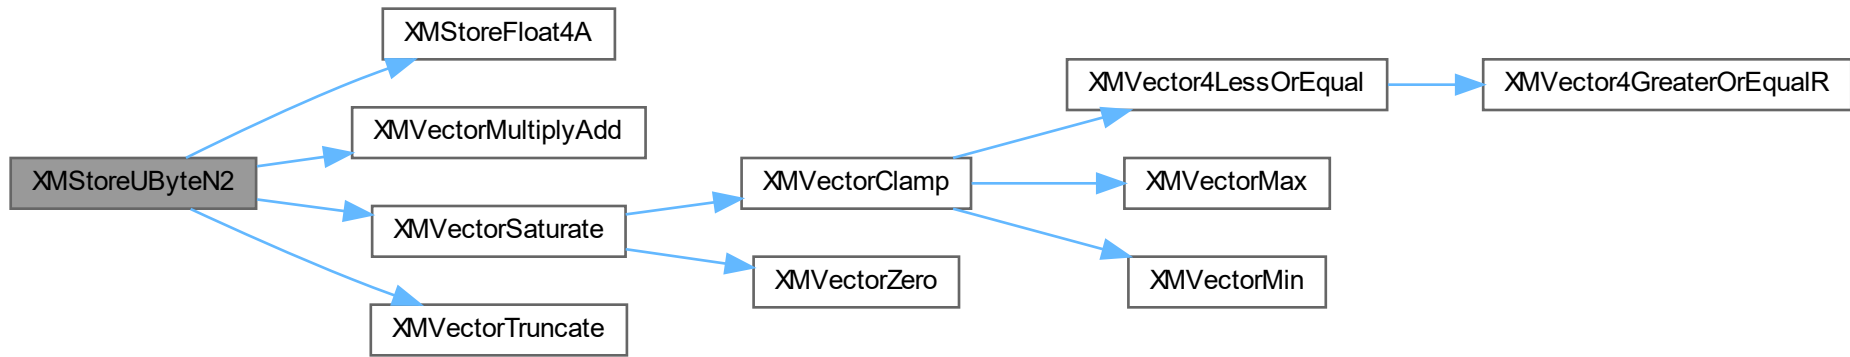 XMStoreFloat4A
XMVector4LessOrEqual
XMVector4GreaterOrEqualR
XMVectorMultiplyAdd
XMStoreUByteN2
XMVectorClamp
XMVectorMax
XMVectorSaturate
XMVectorZero
XMVectorMin
XMVectorTruncate